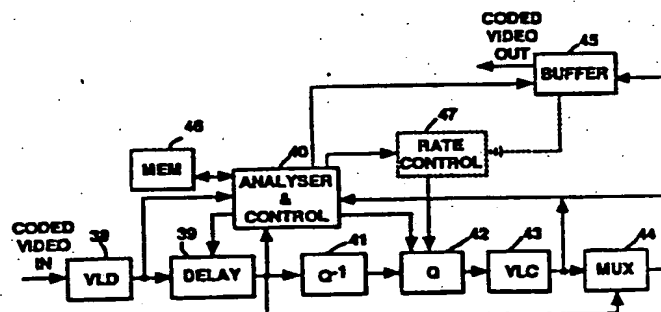 CODED
VIDEO
OUT
45
BUFFER
46
MEM
40
ANALYSER
&
CONTROL
47
RATE
CONTROL
CODED
VIDEO
IN
38
VLD
39
DELAY
41
Q-1
42
Q
43
VLC
44
MUX